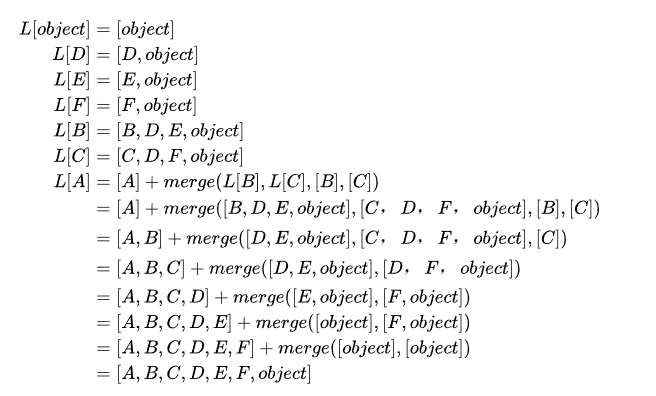 L[object] = [object]
L[D] = [D, object]
L[E] = [E, object]
L[F] = [F, object]
L[B] = [B, D, E, object]
L[C] = [C, D, F, object]
L[A] = [A] + merge(L[B], L[C], [B], [C])
= [A] + merge([B, D, E, object], [C， D， F， object], [B], [C])
= [A, B] + merge([D, E, object], [C， D， F， object], [C])
= [A, B, C] + merge([D, E, object], [D， F， object])
= [A, B, C, D] + merge([E, object], [F, object])
= [A, B, C, D, E] + merge([object], [F, object])
= [A, B, C, D, E, F] + merge([object], [object])
= [A, B, C, D, E, F, object]